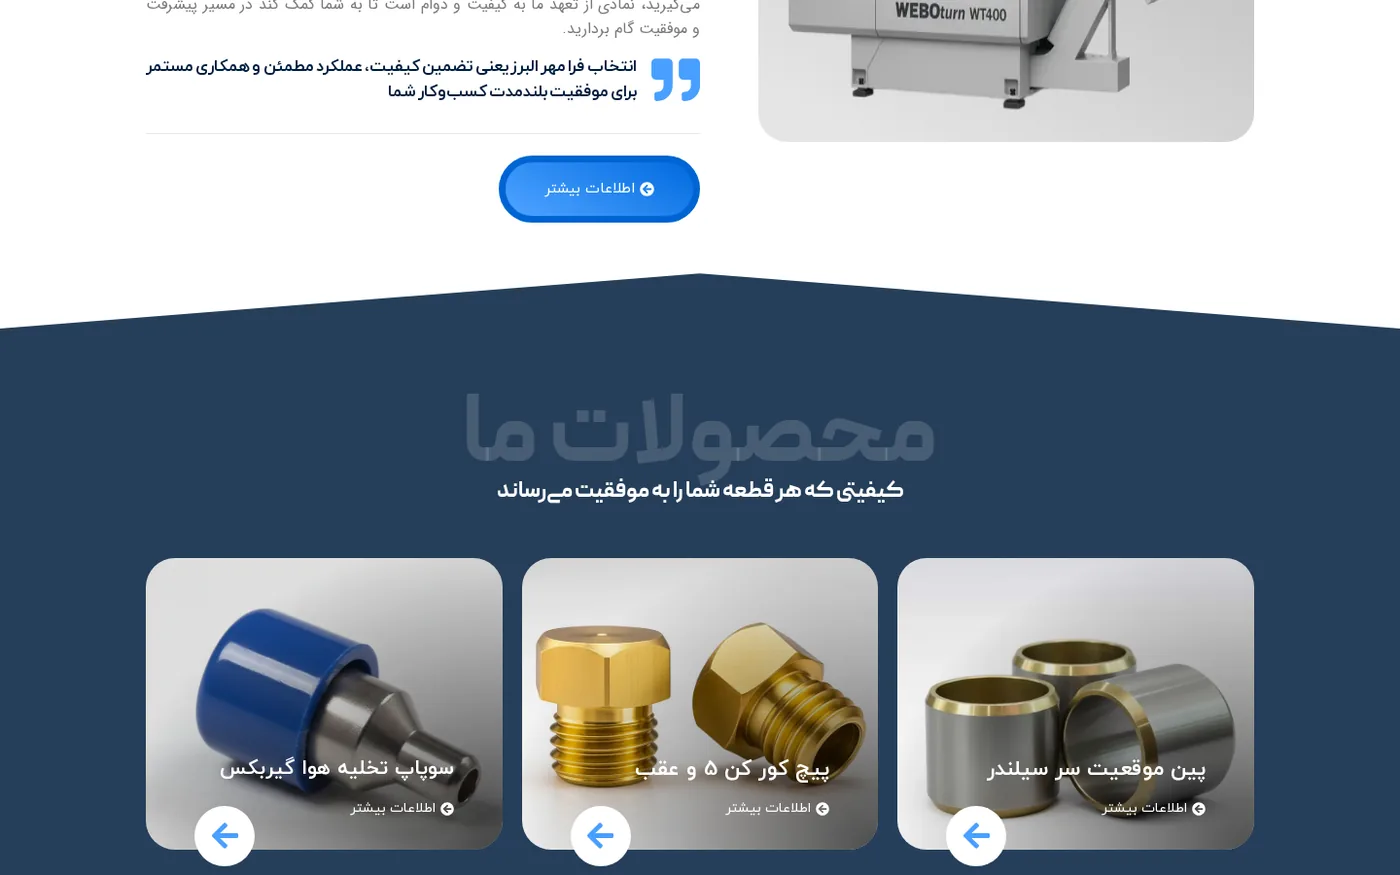 می‌گیرید، نمادی از تعهد ما به کیفیت و دوام است تا به شما کمک کند در مسیر پیشرفت
و موفقیت گام بردارید.
WEBOturn WT400
انتخاب فرا مهر البرز یعنی تضمین کیفیت، عملکرد مطمئن و همکاری مستمر
برای موفقیت بلندمدت کسب‌وکار شما
اطلاعات بیشتر
محصولات ما
کیفیتی که هر قطعه شما را به موفقیت می‌رساند
پین موقعیت سر سیلندر
اطلاعات بیشتر
پیچ کور کن ۵ و عقب
اطلاعات بیشتر
سوپاپ تخلیه هوا گیربکس
اطلاعات بیشتر